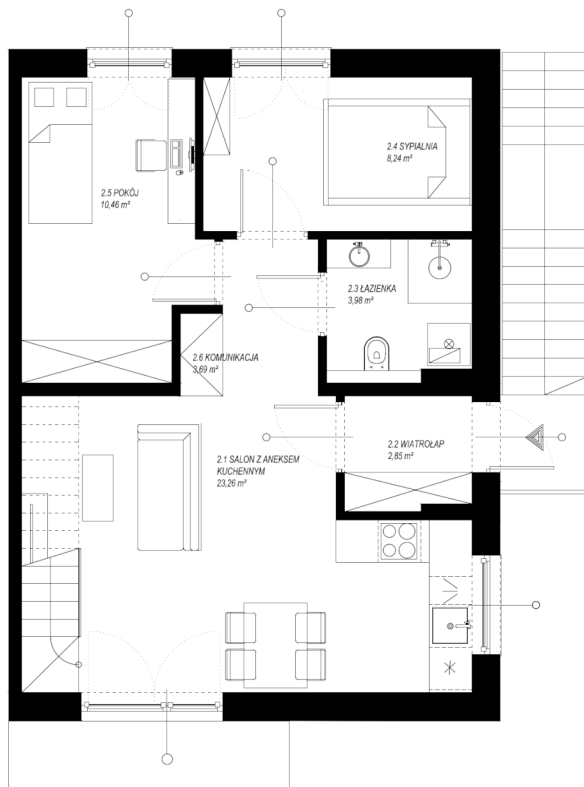 2.4 SYPIALNIA
8,24 m²
2.5 POKÓJ
10,46 m²
2.3 ŁAZIENKA
3,98 m²
2.6 KOMUNIKACJA
3,69 m²
2.2 WIATROŁAP
2,85 m²
2.1 SALON Z ANEKSEM
KUCHENNYM
23,26 m²